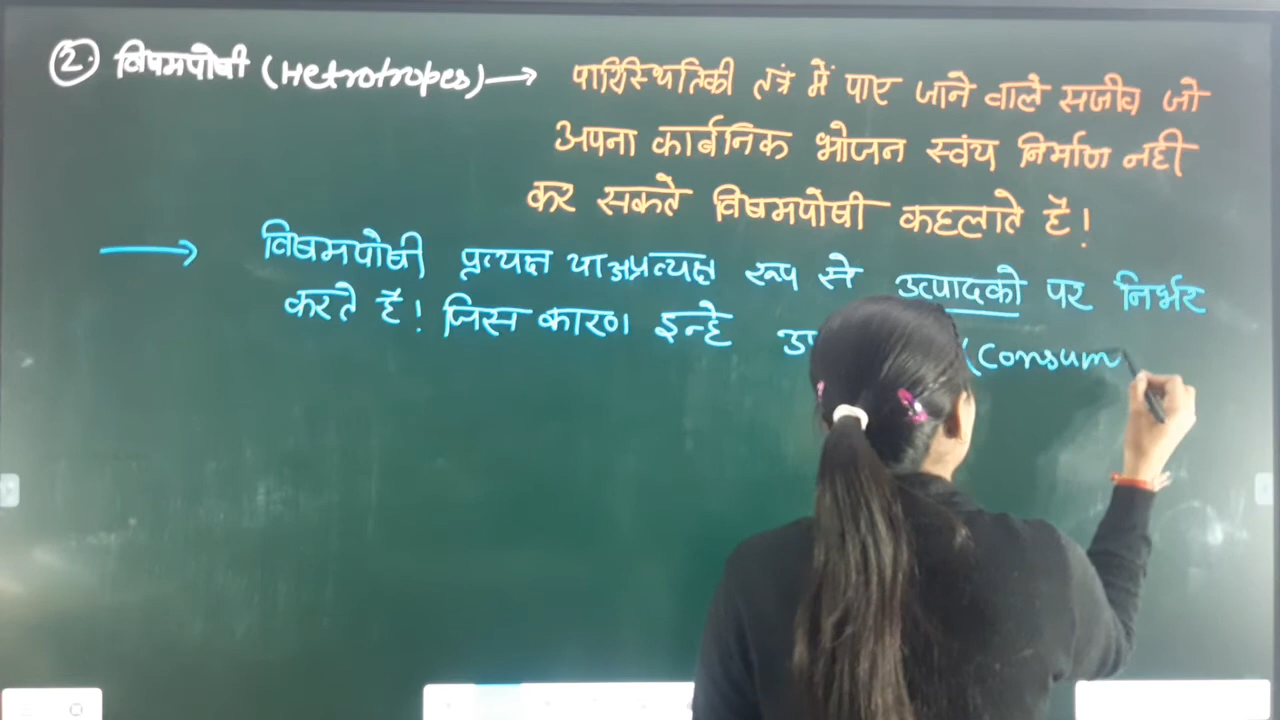 2. विषमपोषी (Hetrotropes) → पारिस्थितिकी तंत्र में पाए जाने वाले सजीव जो
अपना कार्बनिक भोजन स्वंय निर्माण नही
कर सकते विषमपोषी कहलाते है!
→ विषमपोषी प्रत्यक्ष या अप्रत्यक्ष रूप से उत्पादको पर निर्भर
करते है! जिस कारण इन्हे (Consum